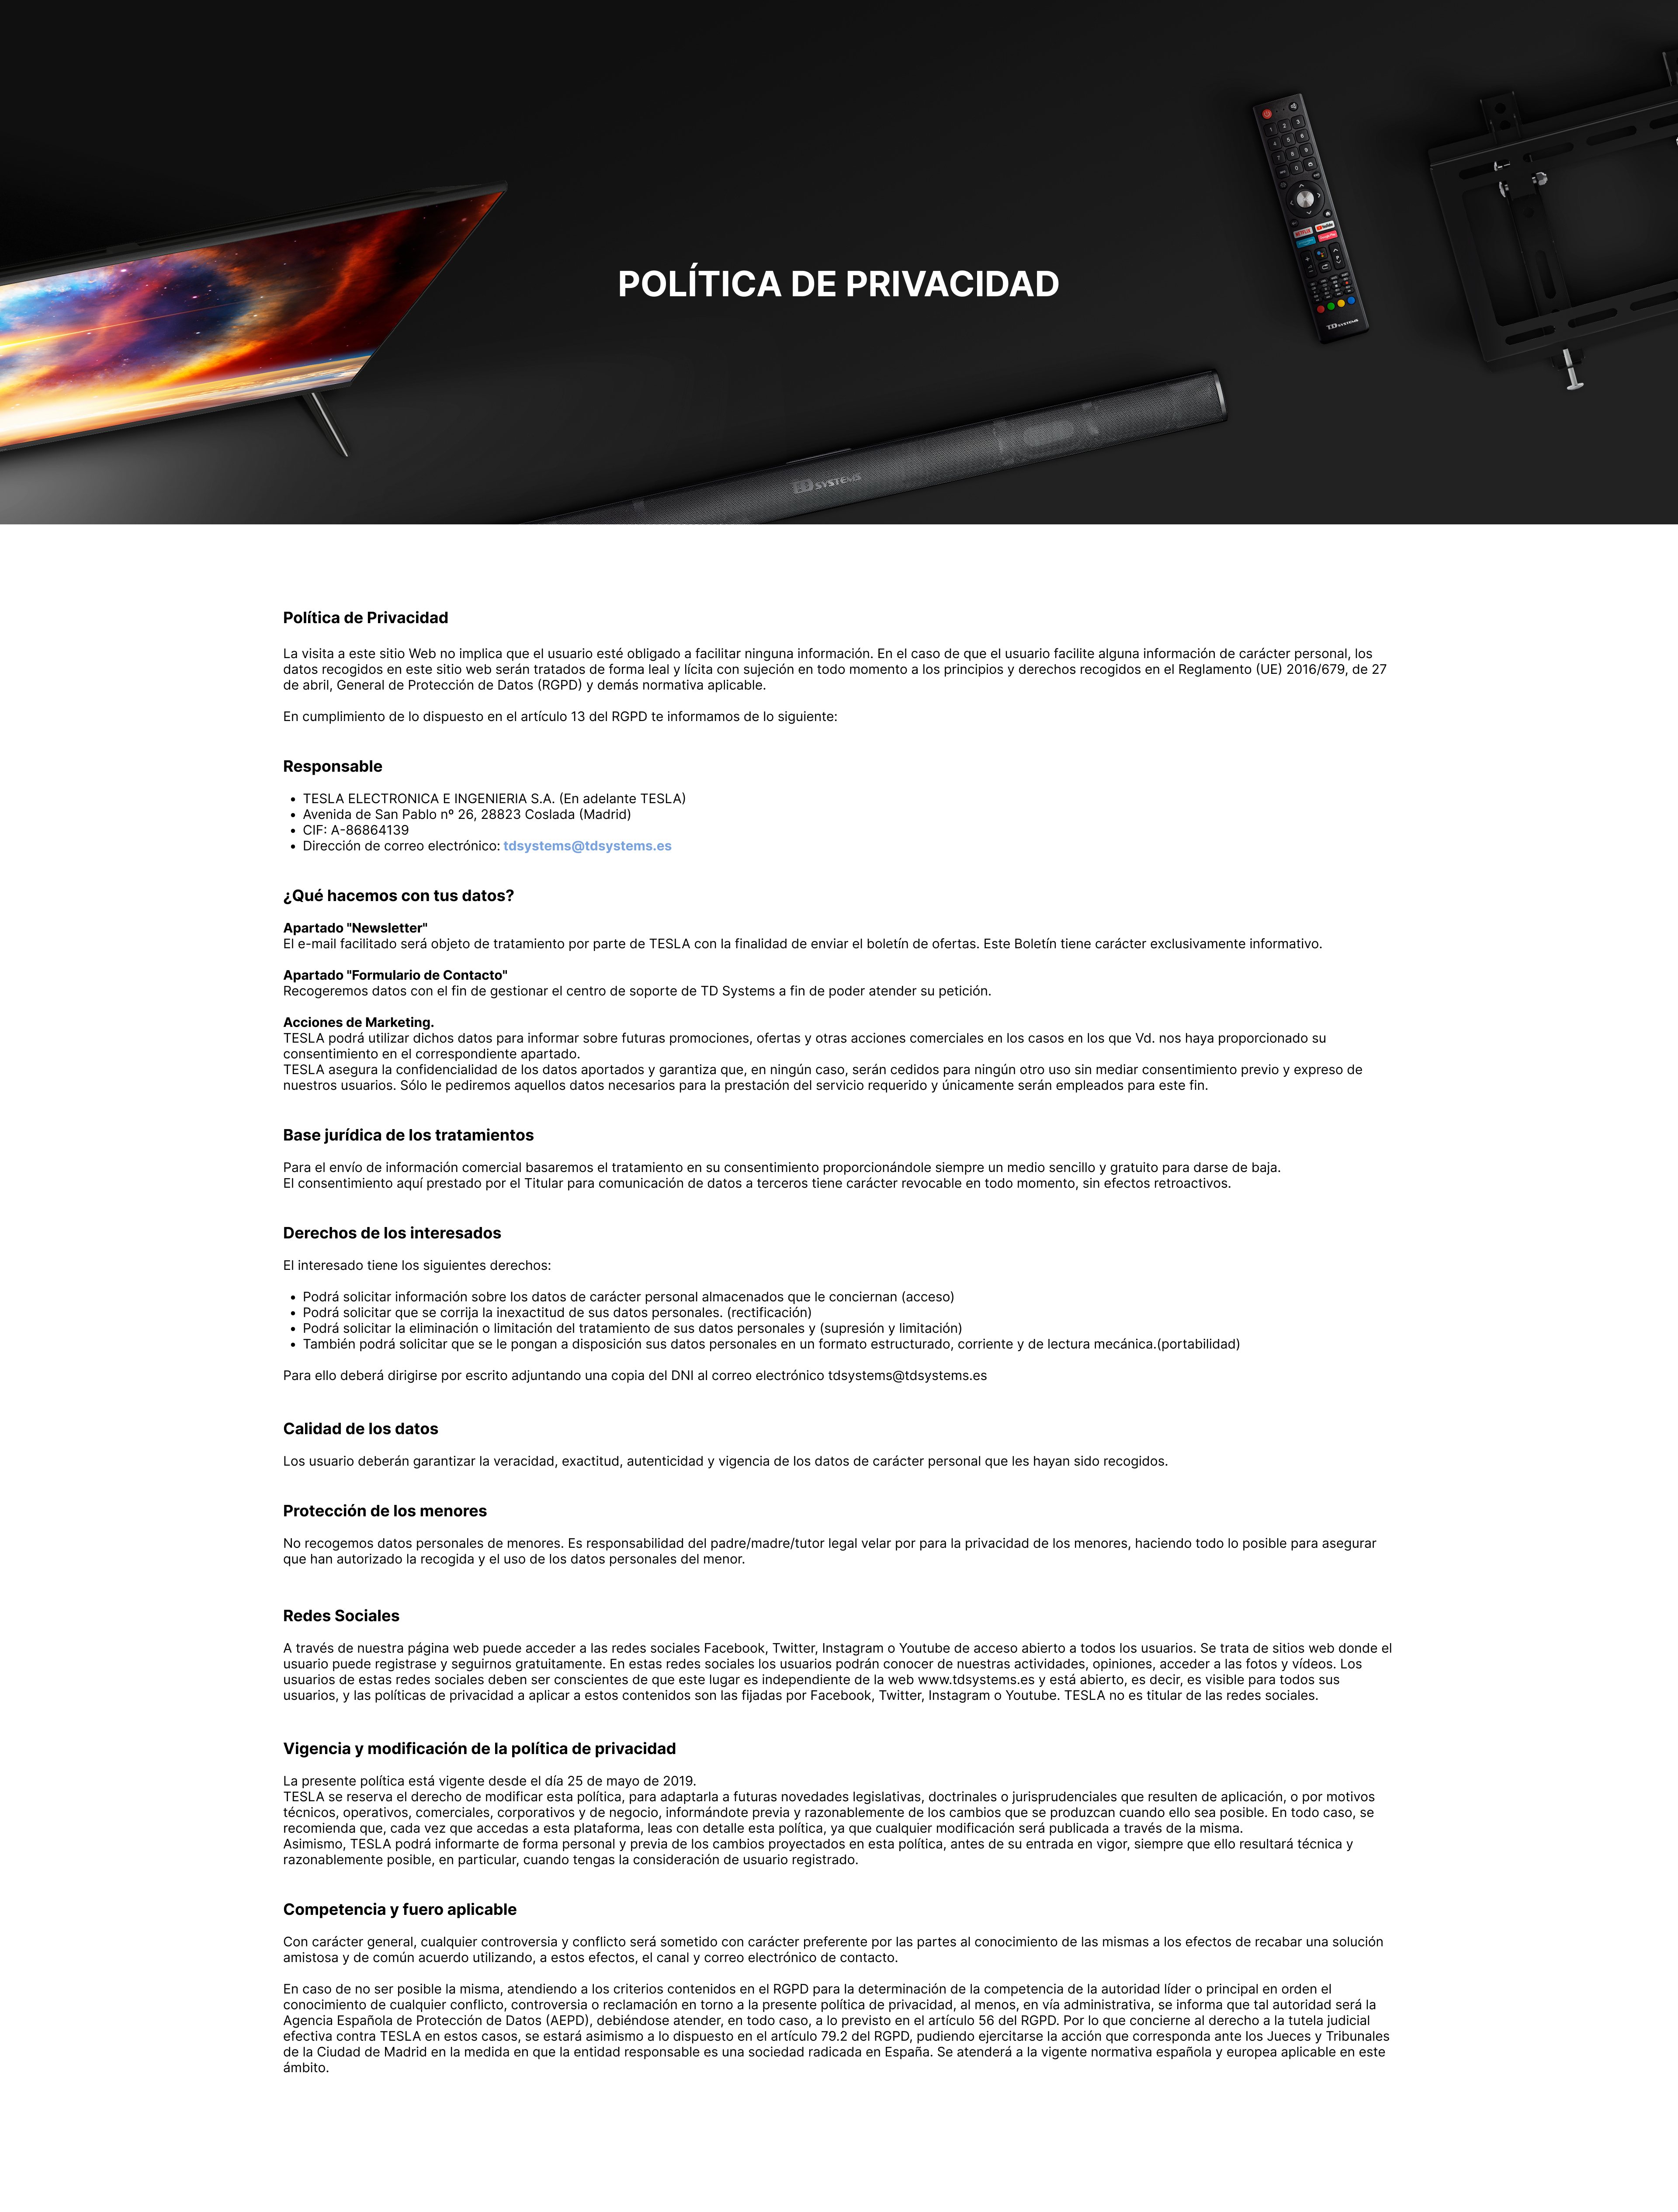 POLÍTICA DE PRIVACIDAD
TD SYSTEMS
TD SYSTEMS
Política de Privacidad
La visita a este sitio Web no implica que el usuario esté obligado a facilitar ninguna información. En el caso de que el usuario facilite alguna información de carácter personal, los
datos recogidos en este sitio web serán tratados de forma leal y lícita con sujeción en todo momento a los principios y derechos recogidos en el Reglamento (UE) 2016/679, de 27
de abril, General de Protección de Datos (RGPD) y demás normativa aplicable.
En cumplimiento de lo dispuesto en el artículo 13 del RGPD te informamos de lo siguiente:
Responsable
• TESLA ELECTRONICA E INGENIERIA S.A. (En adelante TESLA)
• Avenida de San Pablo nº 26, 28823 Coslada (Madrid)
• CIF: A-86864139
• Dirección de correo electrónico: tdsystems@tdsystems.es
¿Qué hacemos con tus datos?
Apartado "Newsletter"
El e-mail facilitado será objeto de tratamiento por parte de TESLA con la finalidad de enviar el boletín de ofertas. Este Boletín tiene carácter exclusivamente informativo.
Apartado "Formulario de Contacto"
Recogeremos datos con el fin de gestionar el centro de soporte de TD Systems a fin de poder atender su petición.
Acciones de Marketing.
TESLA podrá utilizar dichos datos para informar sobre futuras promociones, ofertas y otras acciones comerciales en los casos en los que Vd. nos haya proporcionado su
consentimiento en el correspondiente apartado.
TESLA asegura la confidencialidad de los datos aportados y garantiza que, en ningún caso, serán cedidos para ningún otro uso sin mediar consentimiento previo y expreso de
nuestros usuarios. Sólo le pediremos aquellos datos necesarios para la prestación del servicio requerido y únicamente serán empleados para este fin.
Base jurídica de los tratamientos
Para el envío de información comercial basaremos el tratamiento en su consentimiento proporcionándole siempre un medio sencillo y gratuito para darse de baja.
El consentimiento aquí prestado por el Titular para comunicación de datos a terceros tiene carácter revocable en todo momento, sin efectos retroactivos.
Derechos de los interesados
El interesado tiene los siguientes derechos:
• Podrá solicitar información sobre los datos de carácter personal almacenados que le conciernan (acceso)
• Podrá solicitar que se corrija la inexactitud de sus datos personales. (rectificación)
• Podrá solicitar la eliminación o limitación del tratamiento de sus datos personales y (supresión y limitación)
• También podrá solicitar que se le pongan a disposición sus datos personales en un formato estructurado, corriente y de lectura mecánica.(portabilidad)
Para ello deberá dirigirse por escrito adjuntando una copia del DNI al correo electrónico tdsystems@tdsystems.es
Calidad de los datos
Los usuario deberán garantizar la veracidad, exactitud, autenticidad y vigencia de los datos de carácter personal que les hayan sido recogidos.
Protección de los menores
No recogemos datos personales de menores. Es responsabilidad del padre/madre/tutor legal velar por para la privacidad de los menores, haciendo todo lo posible para asegurar
que han autorizado la recogida y el uso de los datos personales del menor.
Redes Sociales
A través de nuestra página web puede acceder a las redes sociales Facebook, Twitter, Instagram o Youtube de acceso abierto a todos los usuarios. Se trata de sitios web donde el
usuario puede registrase y seguirnos gratuitamente. En estas redes sociales los usuarios podrán conocer de nuestras actividades, opiniones, acceder a las fotos y vídeos. Los
usuarios de estas redes sociales deben ser conscientes de que este lugar es independiente de la web www.tdsystems.es y está abierto, es decir, es visible para todos sus
usuarios, y las políticas de privacidad a aplicar a estos contenidos son las fijadas por Facebook, Twitter, Instagram o Youtube. TESLA no es titular de las redes sociales.
Vigencia y modificación de la política de privacidad
La presente política está vigente desde el día 25 de mayo de 2019.
TESLA se reserva el derecho de modificar esta política, para adaptarla a futuras novedades legislativas, doctrinales o jurisprudenciales que resulten de aplicación, o por motivos
técnicos, operativos, comerciales, corporativos y de negocio, informándote previa y razonablemente de los cambios que se produzcan cuando ello sea posible. En todo caso, se
recomienda que, cada vez que accedas a esta plataforma, leas con detalle esta política, ya que cualquier modificación será publicada a través de la misma.
Asimismo, TESLA podrá informarte de forma personal y previa de los cambios proyectados en esta política, antes de su entrada en vigor, siempre que ello resultará técnica y
razonablemente posible, en particular, cuando tengas la consideración de usuario registrado.
Competencia y fuero aplicable
Con carácter general, cualquier controversia y conflicto será sometido con carácter preferente por las partes al conocimiento de las mismas a los efectos de recabar una solución
amistosa y de común acuerdo utilizando, a estos efectos, el canal y correo electrónico de contacto.
En caso de no ser posible la misma, atendiendo a los criterios contenidos en el RGPD para la determinación de la competencia de la autoridad líder o principal en orden el
conocimiento de cualquier conflicto, controversia o reclamación en torno a la presente política de privacidad, al menos, en vía administrativa, se informa que tal autoridad será la
Agencia Española de Protección de Datos (AEPD), debiéndose atender, en todo caso, a lo previsto en el artículo 56 del RGPD. Por lo que concierne al derecho a la tutela judicial
efectiva contra TESLA en estos casos, se estará asimismo a lo dispuesto en el artículo 79.2 del RGPD, pudiendo ejercitarse la acción que corresponda ante los Jueces y Tribunales
de la Ciudad de Madrid en la medida en que la entidad responsable es una sociedad radicada en España. Se atenderá a la vigente normativa española y europea aplicable en este
ámbito.